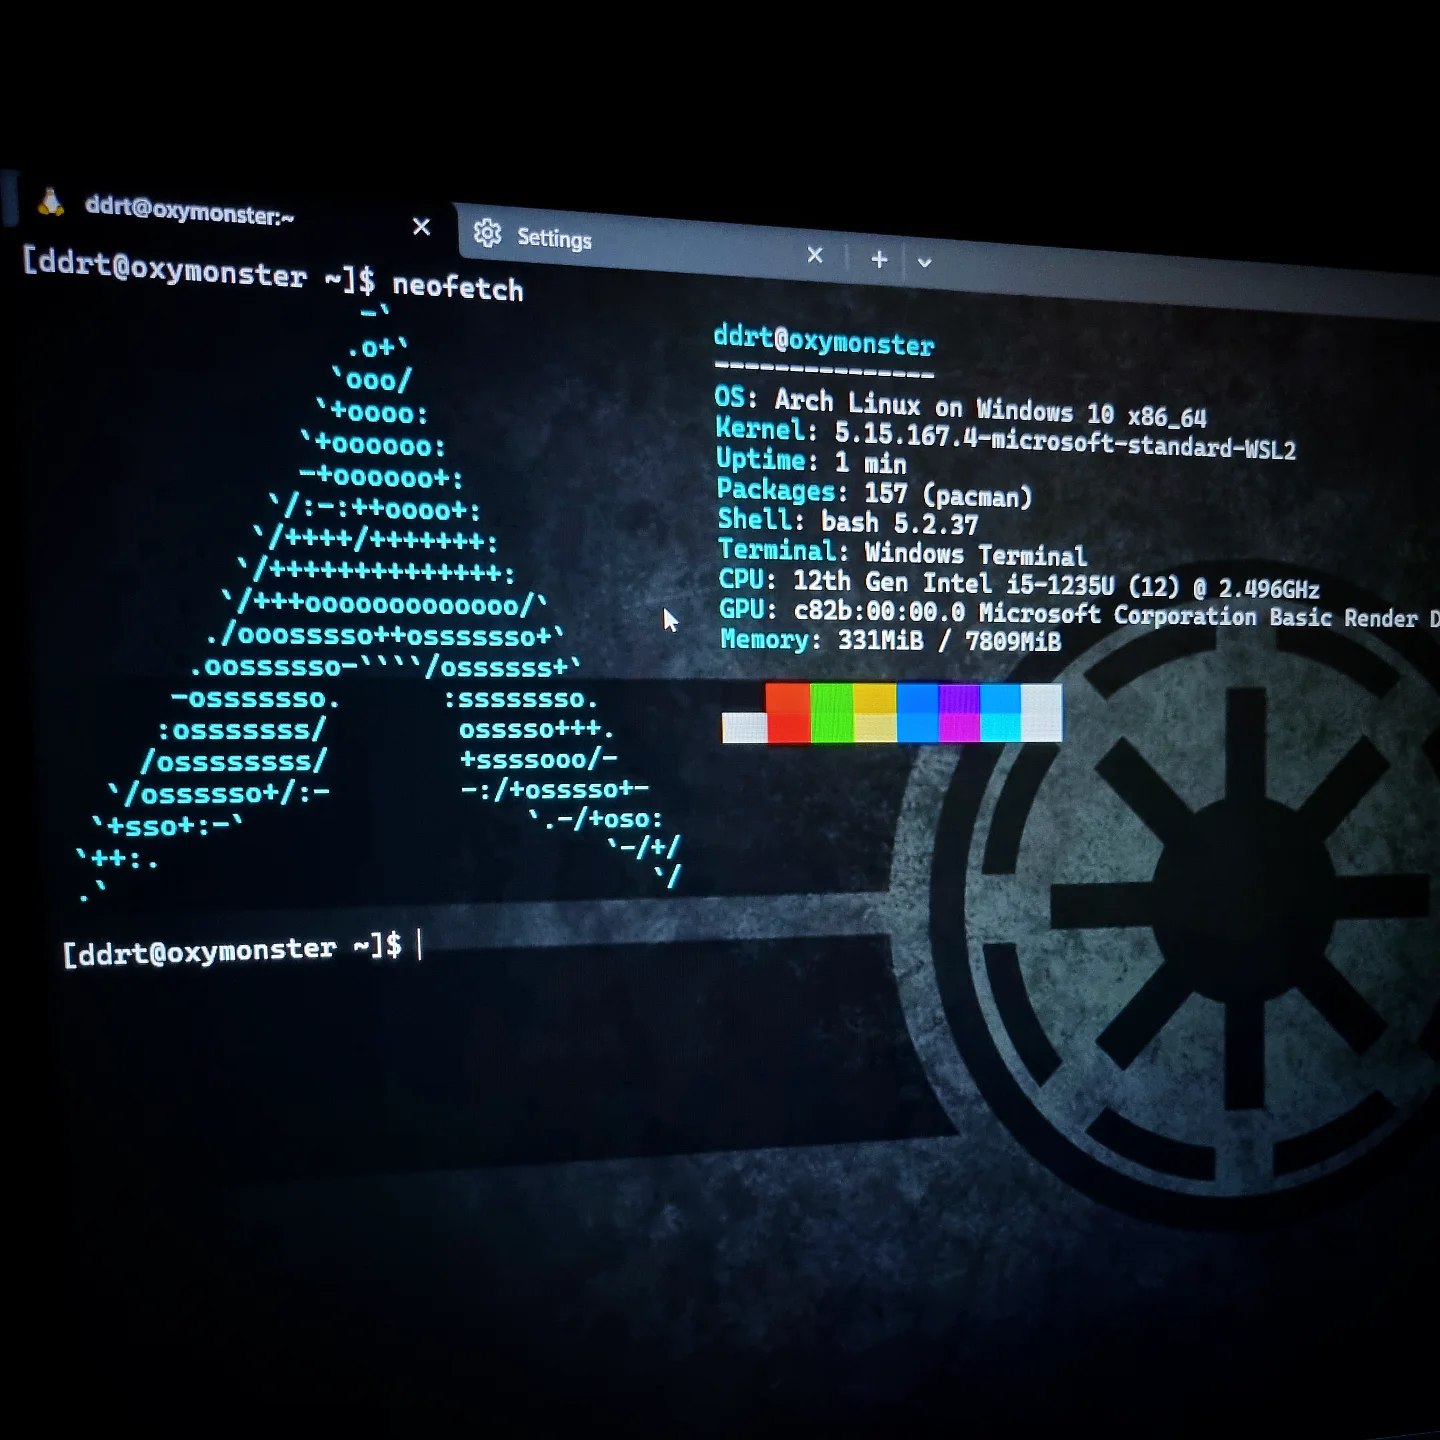 ddrt@oxymonster:~
Settings
[ddrt@oxymonster ~]$ neofetch
-`
.o+`
`ooo/
`+oooo:
`+oooooo:
-+oooooo+:
`/:-:++oooo+:
`/++++/+++++++:
`/++++++++++++++:
`/+++ooooooooooooo/`
./ooosssso++osssssso+`
.oossssso-````/ossssss+`
-osssssso.      :ssssssso.
:osssssss/        osssso+++.
/ossssssss/        +ssssooo/-
`/ossssso+/:-        -:/+osssso+-
`+sso+:-`                 `.-/+oso:
`++:.                           `-/+/
.`                                 `/
ddrt@oxymonster
---------------
OS: Arch Linux on Windows 10 x86_64
Kernel: 5.15.167.4-microsoft-standard-WSL2
Uptime: 1 min
Packages: 157 (pacman)
Shell: bash 5.2.37
Terminal: Windows Terminal
CPU: 12th Gen Intel i5-1235U (12) @ 2.496GHz
GPU: c82b:00:00.0 Microsoft Corporation Basic Render D
Memory: 331MiB / 7809MiB
[ddrt@oxymonster ~]$